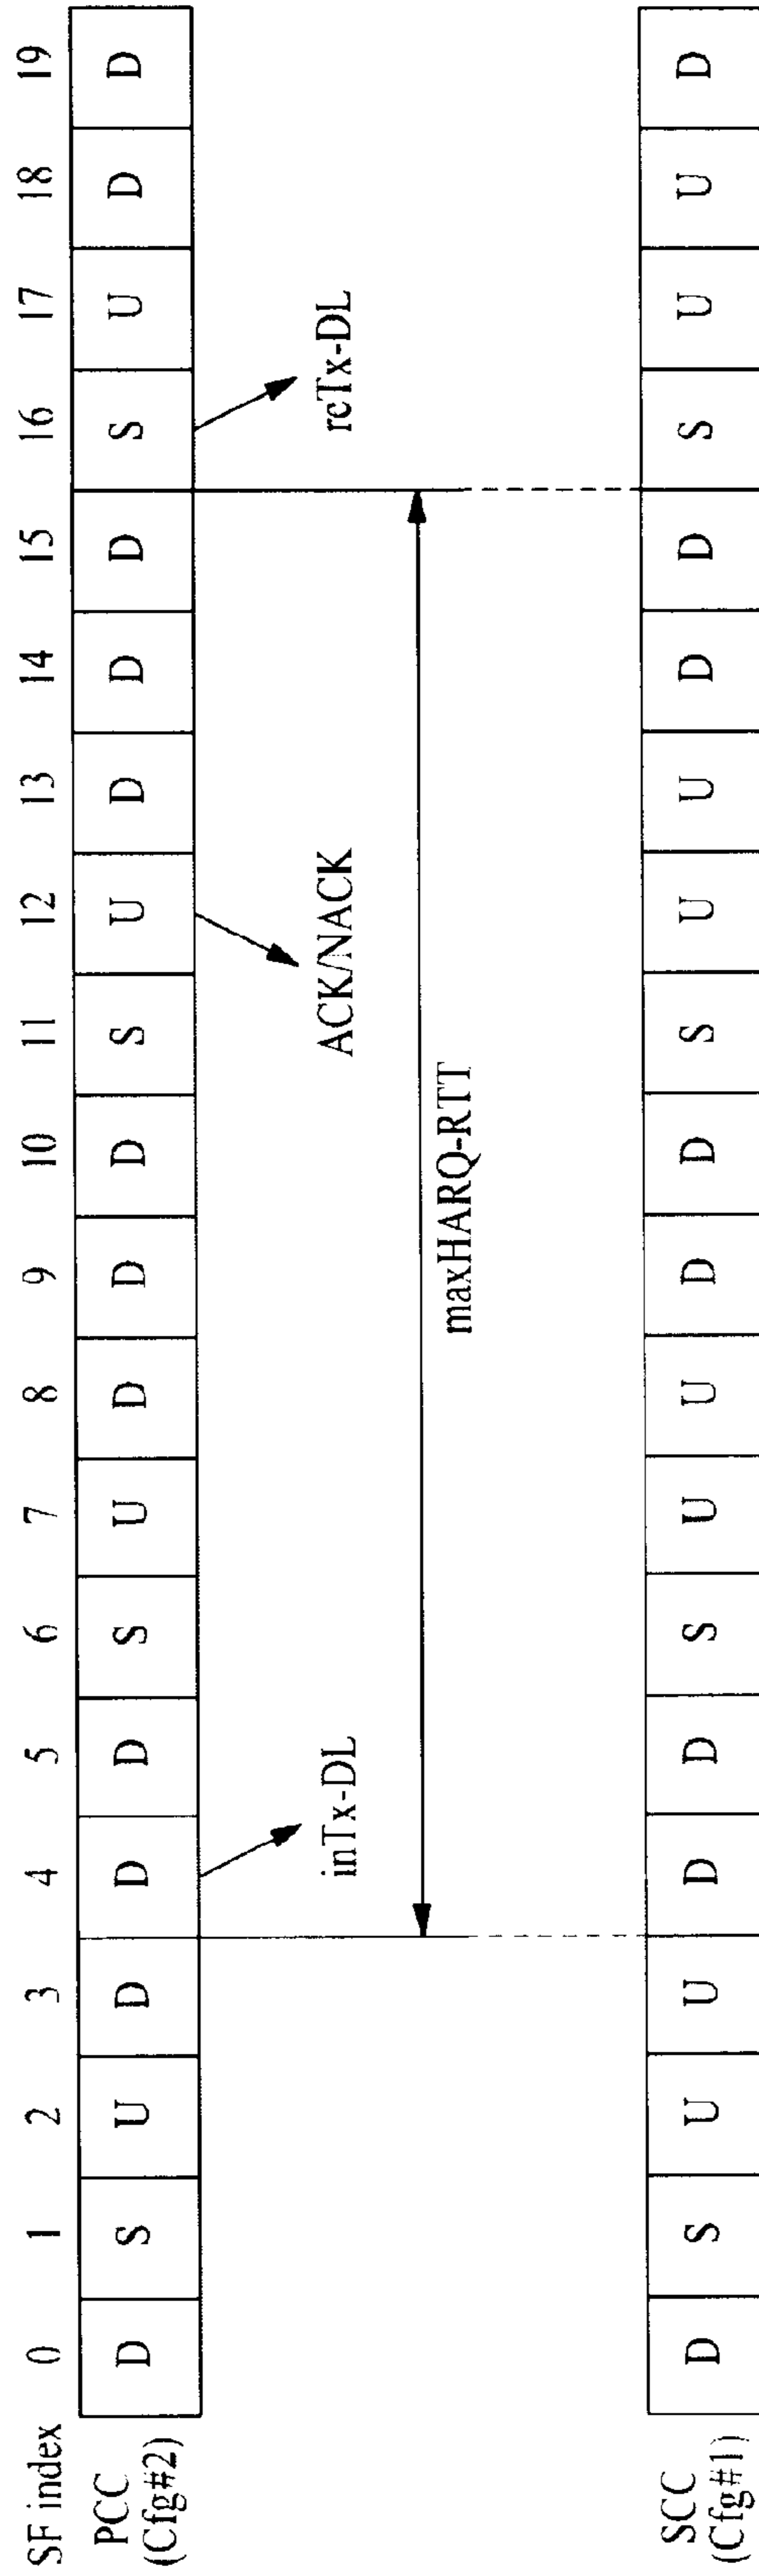 SF index 0 1 2 3 4 5 6 7 8 9 10 11 12 13 14 15 16 17 18 19
PCC
(Cfg#2)
D S U D D D S U D D D S U D D D S U D D
inTx-DL
ACK/NACK
reTx-DL
maxHARQ-RTT
SCC
(Cfg#1)
D S U U D D S U U D D S U U D D S U U D